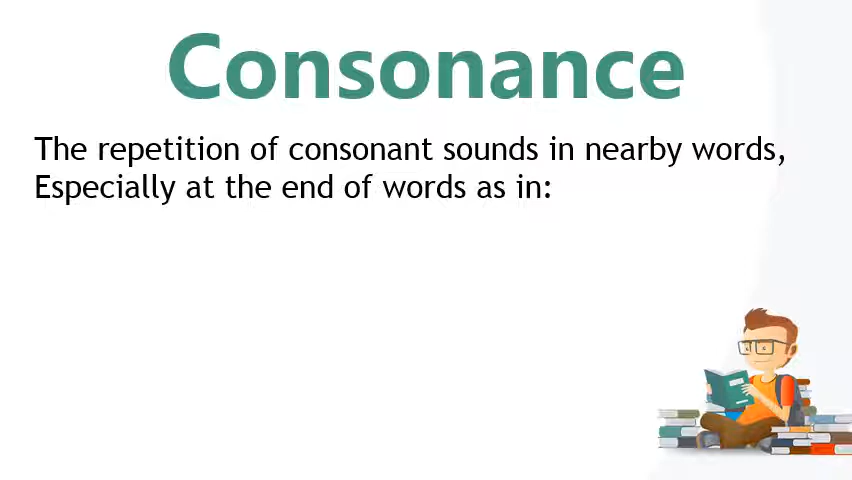 Consonance
The repetition of consonant sounds in nearby words,
Especially at the end of words as in: